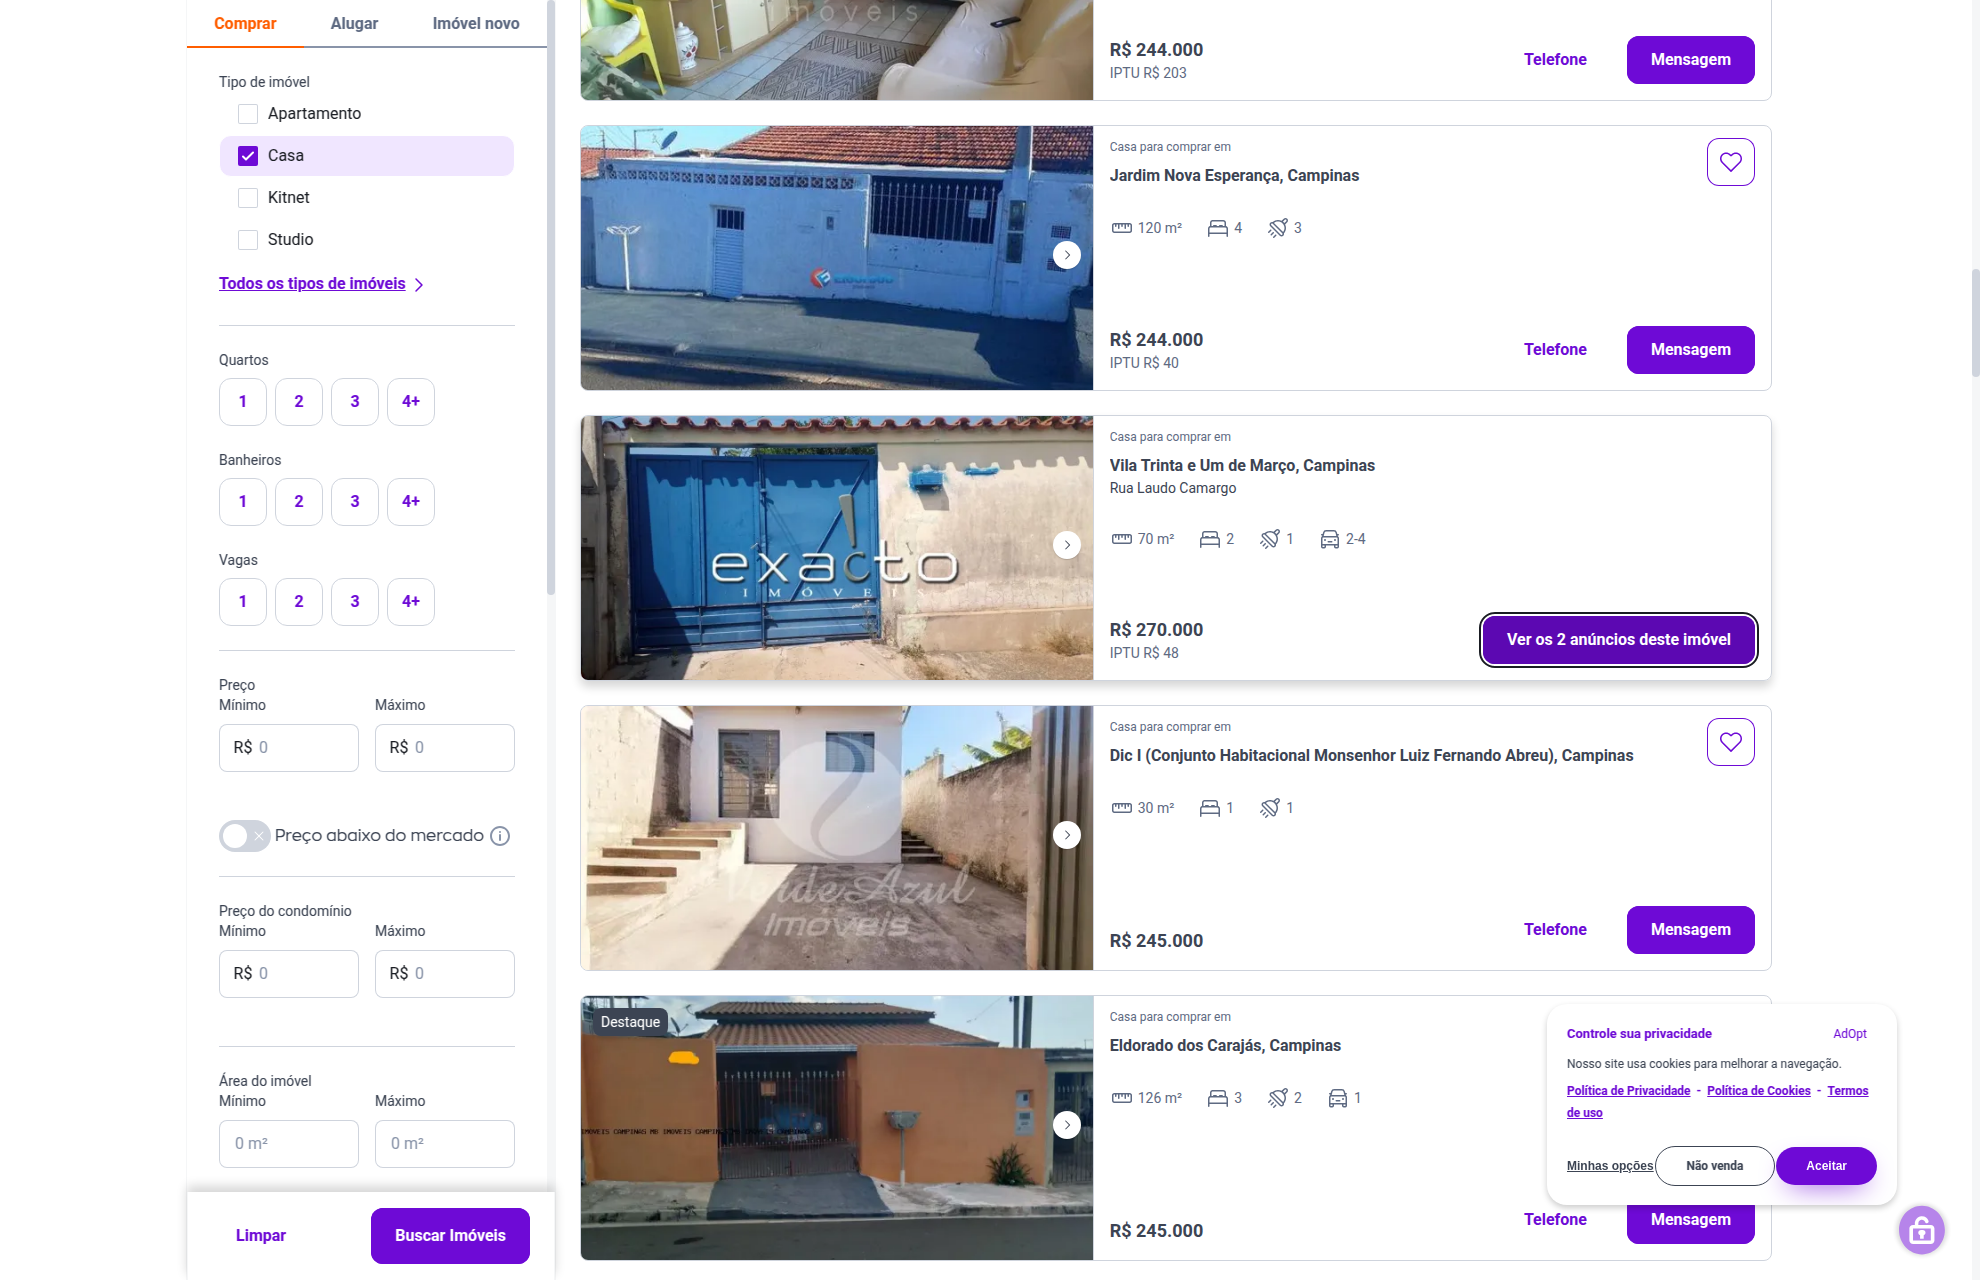 Comprar
Alugar
Imóvel novo
Tipo de imóvel
Apartamento
Casa
Kitnet
Studio
Todos os tipos de imóveis
Quartos
1
2
3
4+
Banheiros
1
2
3
4+
Vagas
1
2
3
4+
Preço
Mínimo
Máximo
R$ 0
R$ 0
Preço abaixo do mercado
Preço do condomínio
Mínimo
Máximo
R$ 0
R$ 0
Área do imóvel
Mínimo
Máximo
0 m²
0 m²
Limpar
Buscar Imóveis
imóveis
R$ 244.000
IPTU R$ 203
Telefone
Mensagem
Eldorado
Casa para comprar em
Jardim Nova Esperança, Campinas
120 m²
4
3
R$ 244.000
IPTU R$ 40
Telefone
Mensagem
exacto
IMÓVEIS
Casa para comprar em
Vila Trinta e Um de Março, Campinas
Rua Laudo Camargo
70 m²
2
1
2-4
R$ 270.000
IPTU R$ 48
Ver os 2 anúncios deste imóvel
VerdeAzul
Imóveis
Casa para comprar em
Dic I (Conjunto Habitacional Monsenhor Luiz Fernando Abreu), Campinas
30 m²
1
1
R$ 245.000
Telefone
Mensagem
Destaque
Casa para comprar em
Eldorado dos Carajás, Campinas
126 m²
3
2
1
R$ 245.000
Telefone
Mensagem
Controle sua privacidade
AdOpt
Nosso site usa cookies para melhorar a navegação.
Política de Privacidade - Política de Cookies - Termos
de uso
Minhas opções
Não venda
Aceitar